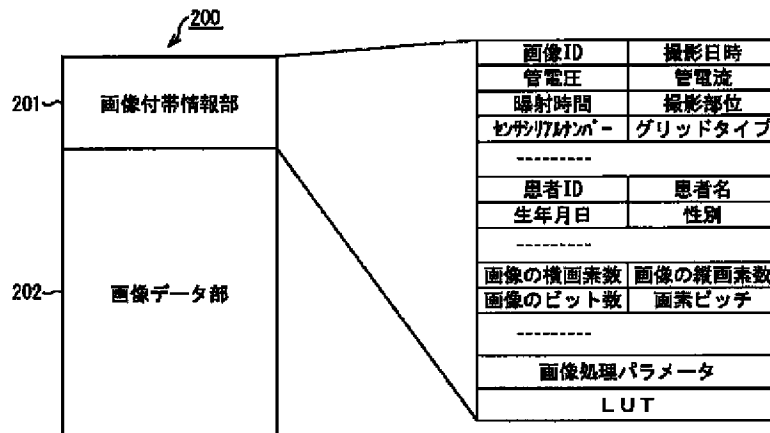 200
201
画像付帯情報部
202
画像データ部
画像ID 撮影日時
管電圧 管電流
曝射時間 撮影部位
センサシリアルナンバー グリッドタイプ
---------
患者ID 患者名
生年月日 性別
---------
画像の横画素数 画像の縦画素数
画像のビット数 画素ピッチ
---------
画像処理パラメータ
LUT